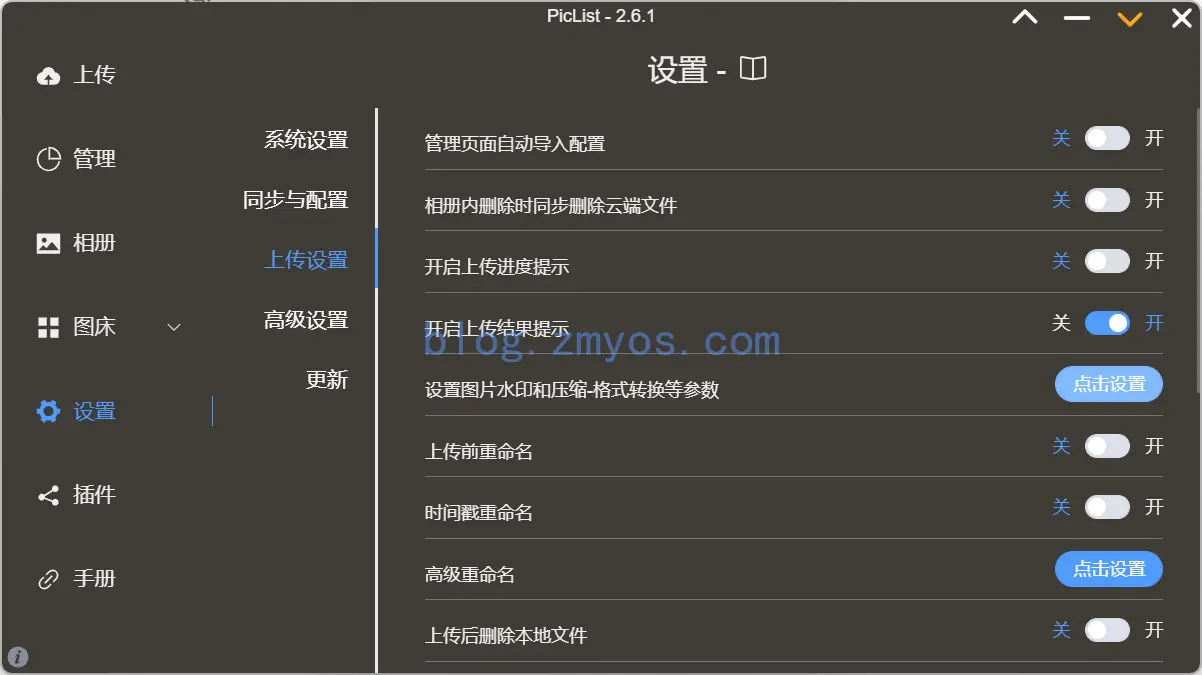 PicList - 2.6.1
设置 -
上传
管理
相册
图床
设置
插件
手册
系统设置
同步与配置
上传设置
高级设置
更新
管理页面自动导入配置 关 开
相册内删除时同步删除云端文件 关 开
开启上传进度提示 关 开
开启上传结果提示 关 开
blog.zmyos.com
设置图片水印和压缩-格式转换等参数 点击设置
上传前重命名 关 开
时间戳重命名 关 开
高级重命名 点击设置
上传后删除本地文件 关 开